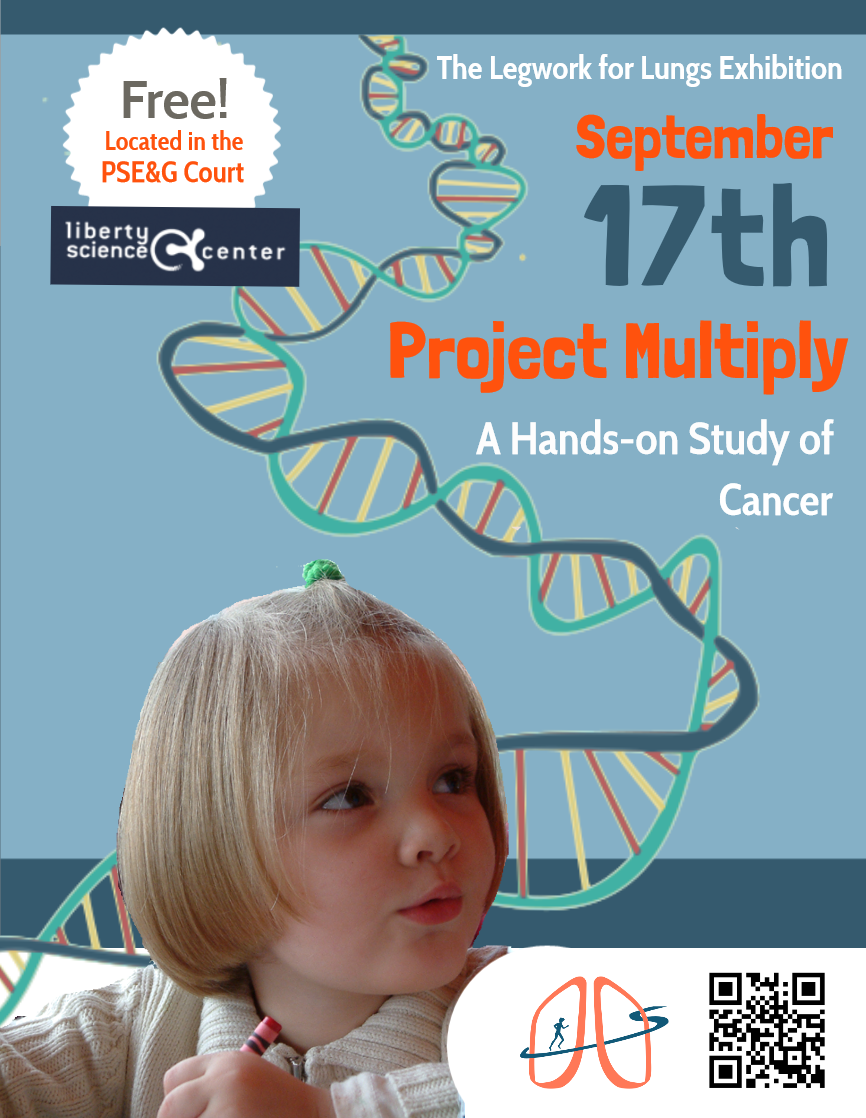 Free!
Located in the
PSE&G Court
liberty
science center
The Legwork for Lungs Exhibition
September
17th
Project Multiply
A Hands-on Study of
Cancer